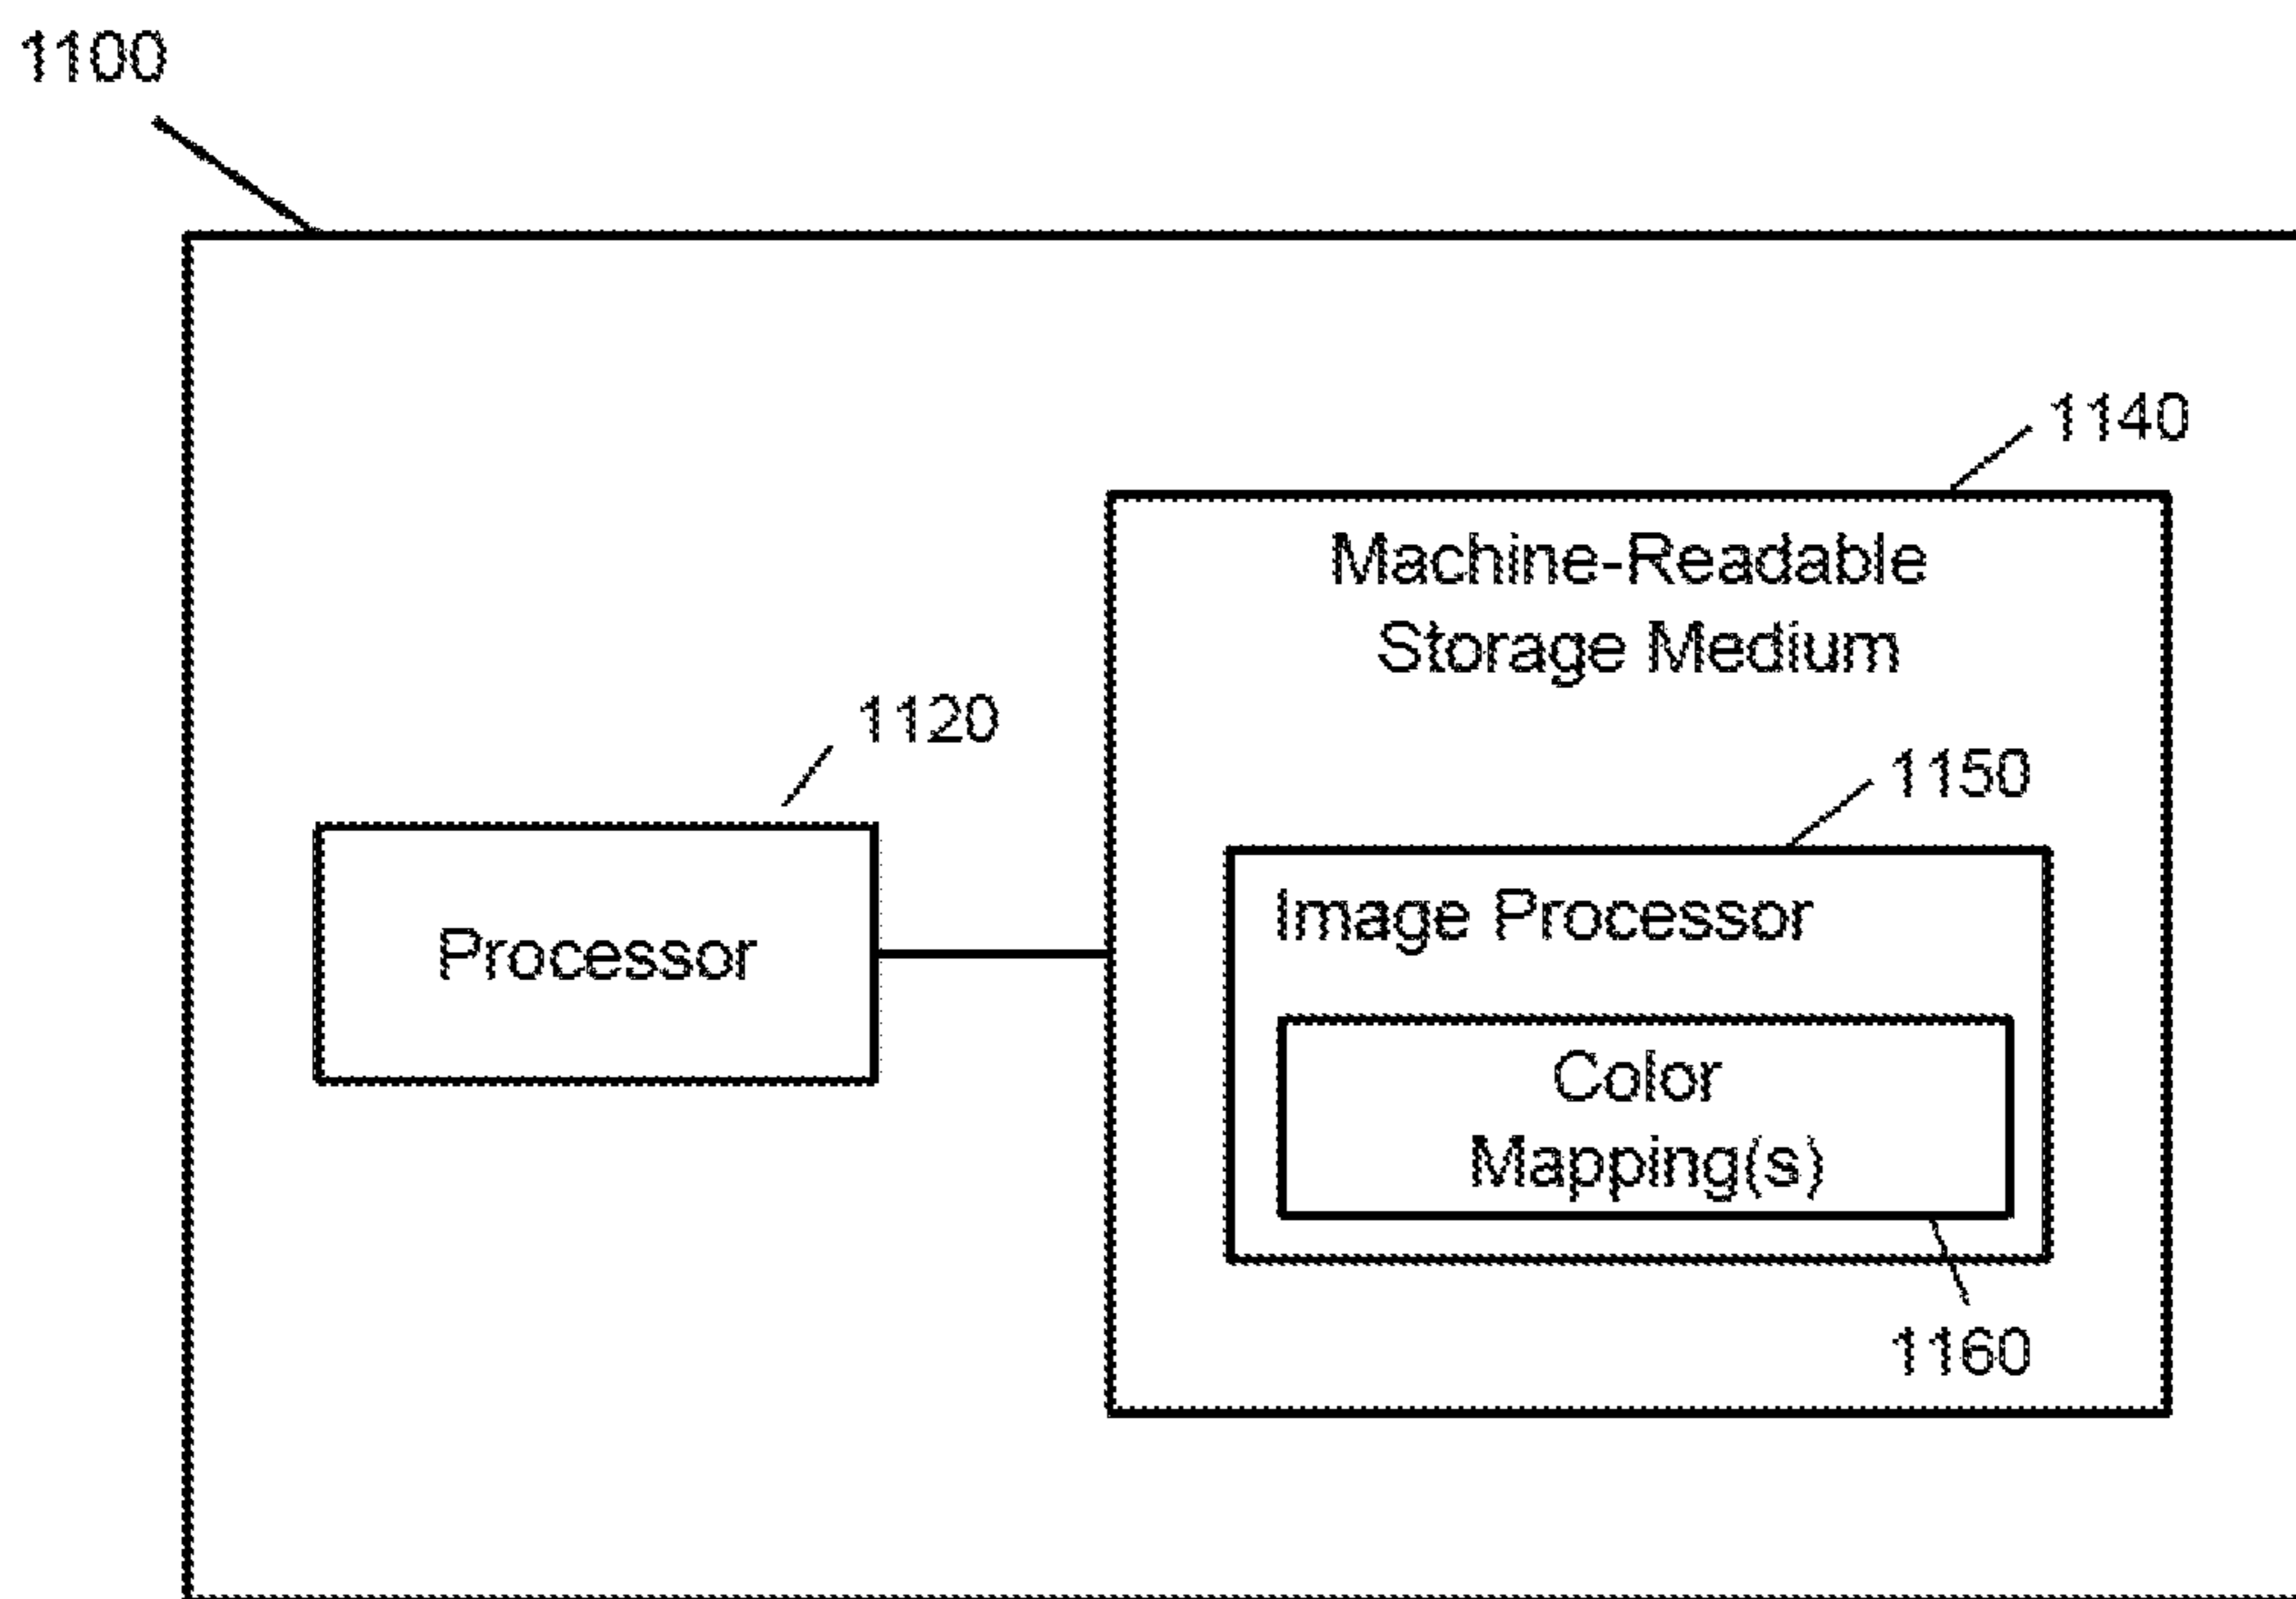 1100
1140
Machine-Readable
Storage Medium
1120
1150
Image Processor
Processor
Color
Mapping(s)
1160